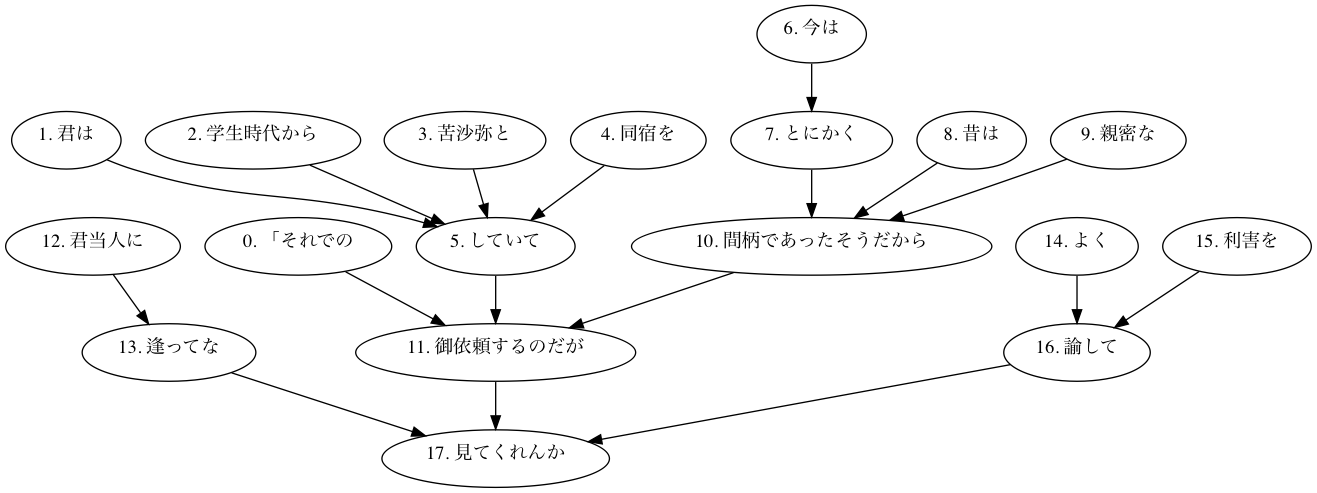 6. 今は
1. 君は
2. 学生時代から
3. 苦沙弥と
4. 同宿を
7. とにかく
8. 昔は
9. 親密な
12. 君当人に
0. 「それでの
5. していて
10. 間柄であったそうだから
14. よく
15. 利害を
13. 逢ってな
11. 御依頼するのだが
16. 諭して
17. 見てくれんか